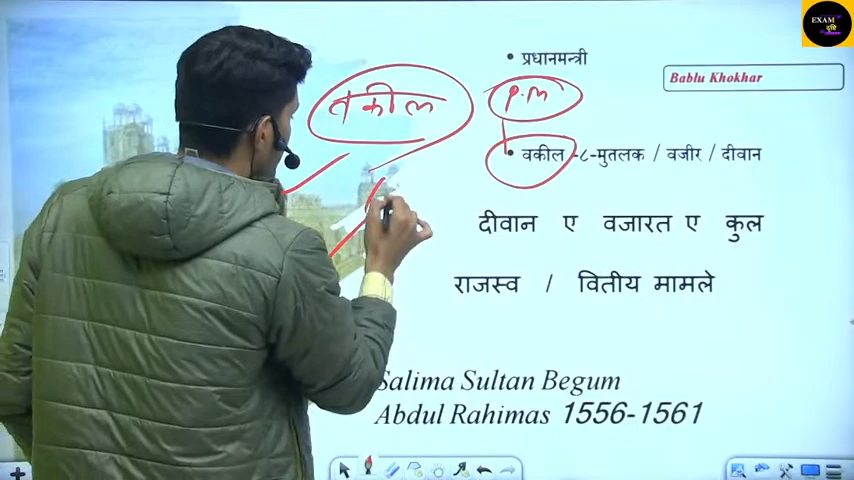 EXAM
दृष्टि
• प्रधानमन्त्री
Bablu Khokhar
वकील
P.M
• वकील -८-मुतलक / वजीर / दीवान
दीवान ए वजारत ए कुल
राजस्व / वितीय मामले
Salima Sultan Begum
Abdul Rahimas 1556-1561